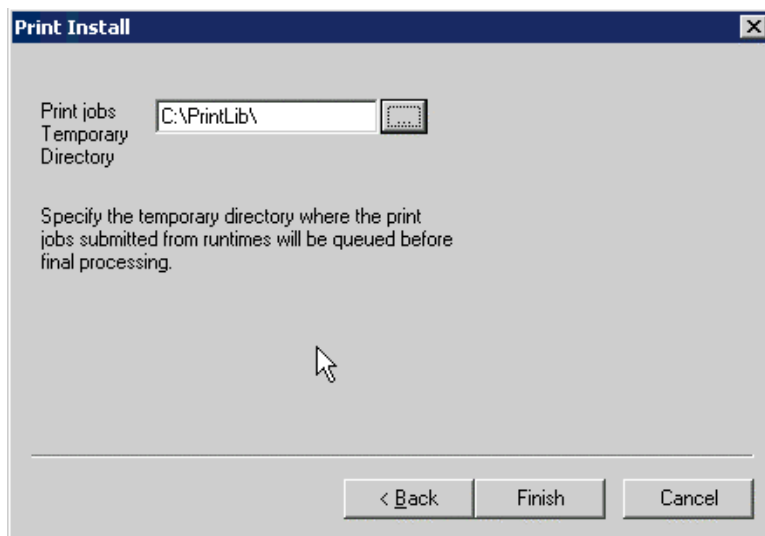 Print Install
Print jobs
Temporary
Directory
C:\PrintLib\
...
Specify the temporary directory where the print
jobs submitted from runtimes will be queued before
final processing.
< Back
Finish
Cancel